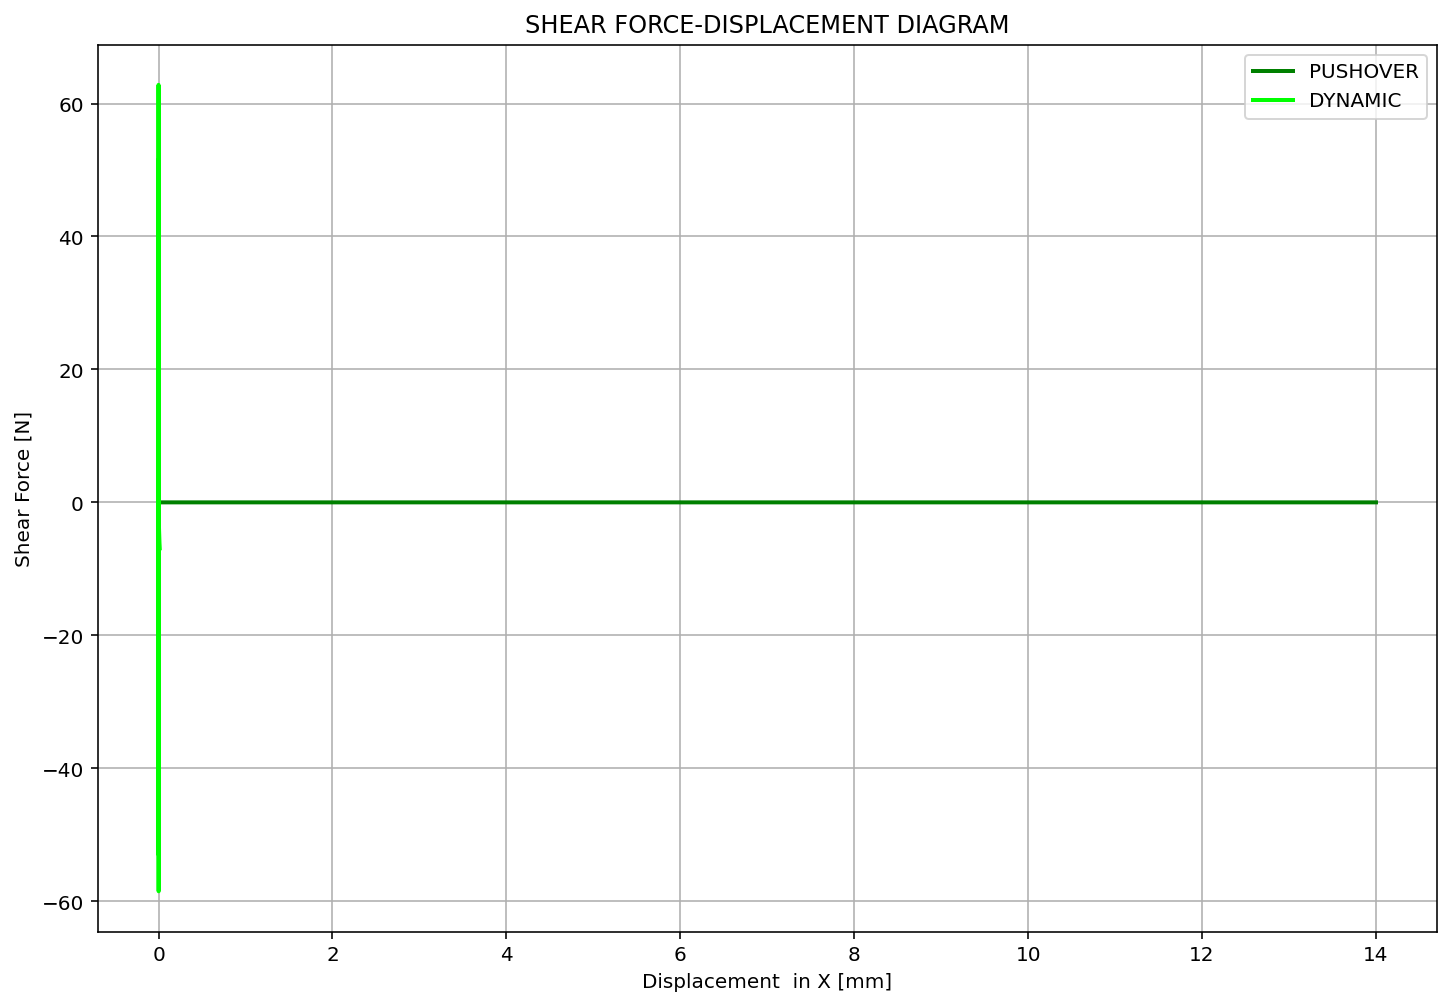 SHEAR FORCE-DISPLACEMENT DIAGRAM
PUSHOVER
DYNAMIC
60
40
20
0
−20
−40
−60
Shear Force [N]
0 2 4 6 8 10 12 14
Displacement  in X [mm]